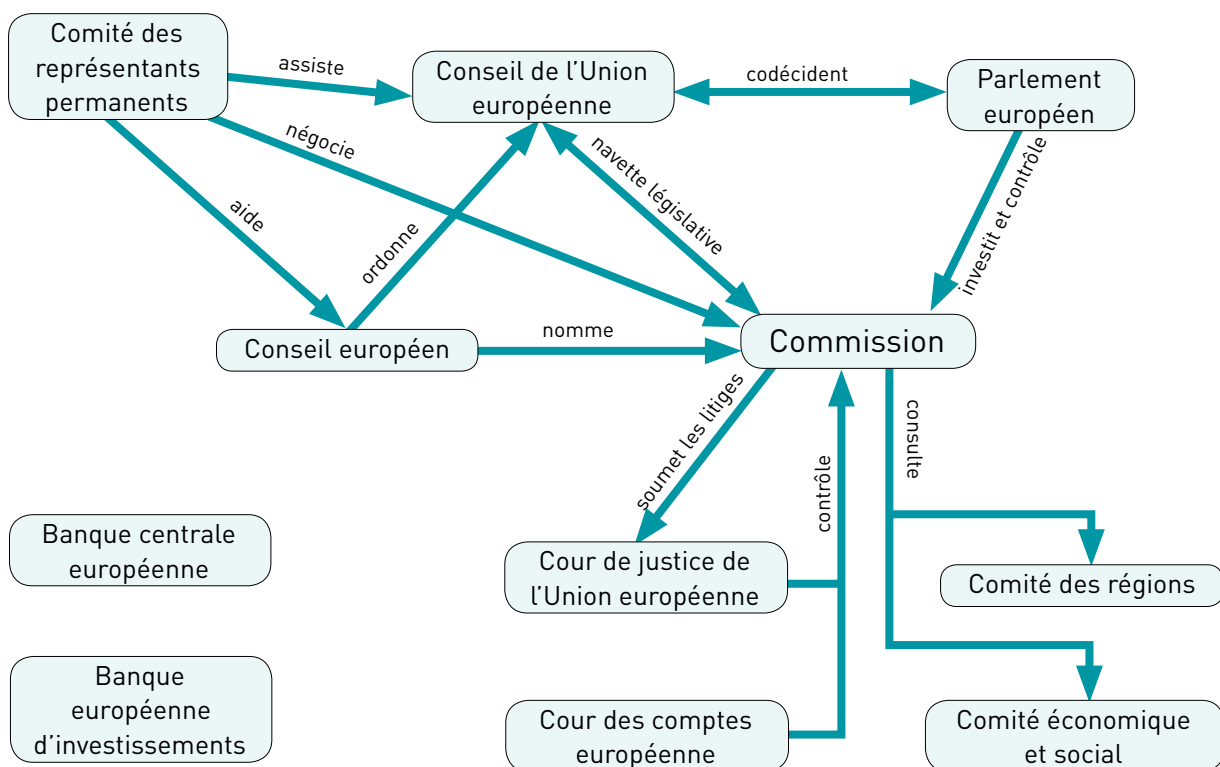 Comité des
représentants
permanents
assiste
Conseil de l’Union
européenne
codécident
Parlement
européen
négocie
navette législative
investit et contrôle
aide
ordonne
Conseil européen
nomme
Commission
soumet les litiges
contrôle
consulte
Banque centrale
européenne
Cour de justice de
l’Union européenne
Comité des régions
Banque
européenne
d’investissements
Cour des comptes
européenne
Comité économique
et social